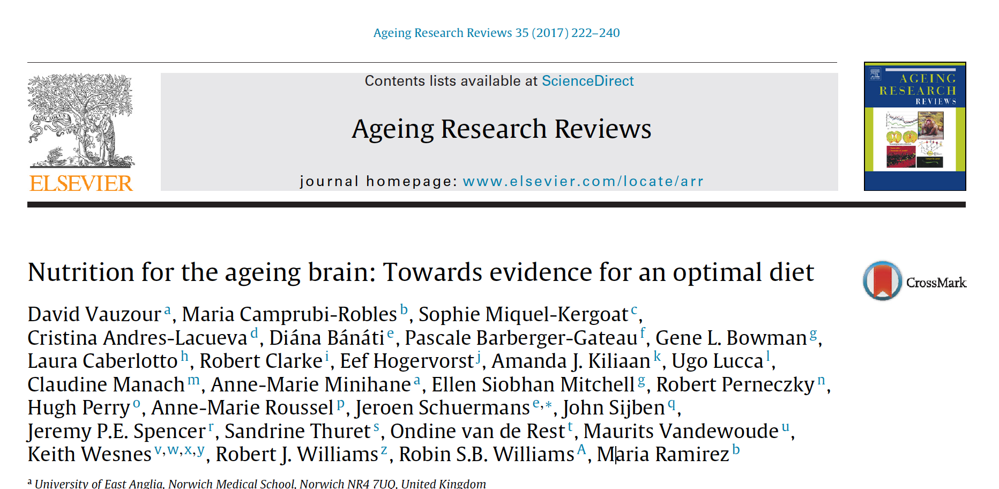 Ageing Research Reviews 35 (2017) 222–240
Contents lists available at ScienceDirect
Ageing Research Reviews
journal homepage: www.elsevier.com/locate/arr
NON SOLUS
ELSEVIER
AGEING
RESEARCH
REVIEWS
Nutrition for the ageing brain: Towards evidence for an optimal diet
CrossMark
David Vauzour a, Maria Camprubi-Robles b, Sophie Miquel-Kergoat c,
Cristina Andres-Lacueva d, Diána Bánáti e, Pascale Barberger-Gateau f, Gene L. Bowman g,
Laura Caberlotto h, Robert Clarke i, Eef Hogervorst j, Amanda J. Kiliaan k, Ugo Lucca l,
Claudine Manach m, Anne-Marie Minihane a, Ellen Siobhan Mitchell g, Robert Perneczky n,
Hugh Perry o, Anne-Marie Roussel p, Jeroen Schuermans e,*, John Sijben q,
Jeremy P.E. Spencer r, Sandrine Thuret s, Ondine van de Rest t, Maurits Vandewoude u,
Keith Wesnes v,w,x,y, Robert J. Williams z, Robin S.B. Williams A, Maria Ramirez b
a University of East Anglia, Norwich Medical School, Norwich NR4 7UQ, United Kingdom